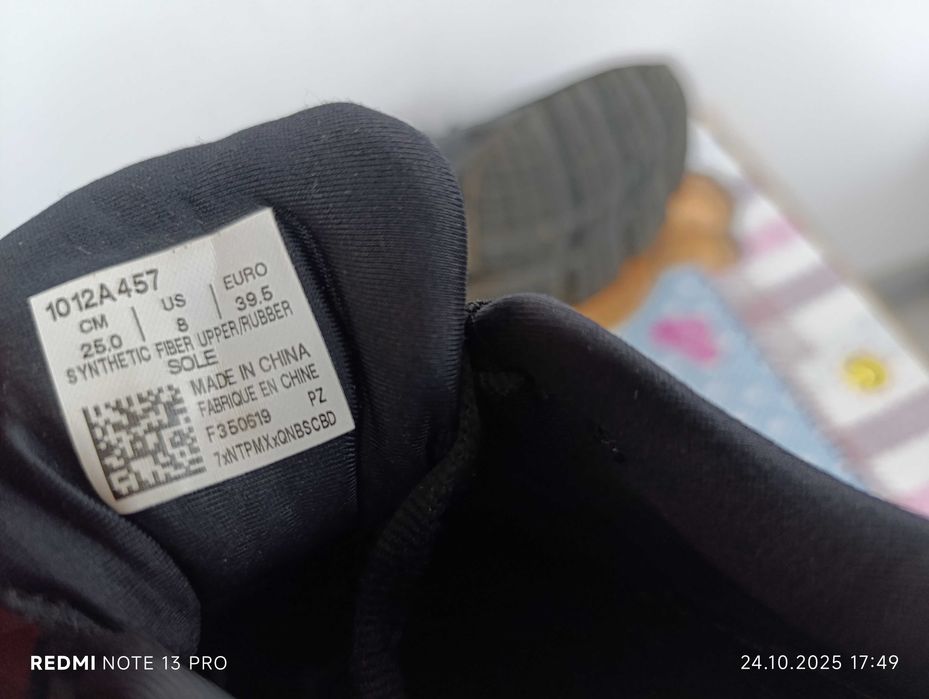 1012A457
CM | US | EURO
25.0 | 8 | 39.5
SYNTHETIC FIBER UPPER/RUBBER
SOLE
MADE IN CHINA
FABRIQUE EN CHINE
F350619 PZ
7xNTPMXxQNBSCBD
REDMI NOTE 13 PRO
24.10.2025 17:49